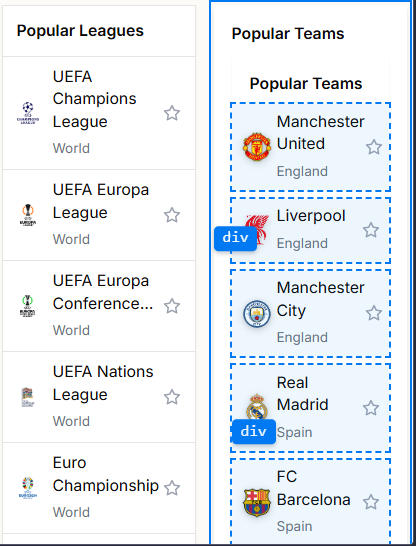 Popular Leagues
UEFA
Champions
League
World
UEFA Europa
League
World
UEFA Europa
Conference...
World
UEFA Nations
League
World
Euro
Championship
World
Popular Teams
Popular Teams
Manchester
United
England
Liverpool
England
div
Manchester
City
England
Real
Madrid
Spain
div
FC
Barcelona
Spain